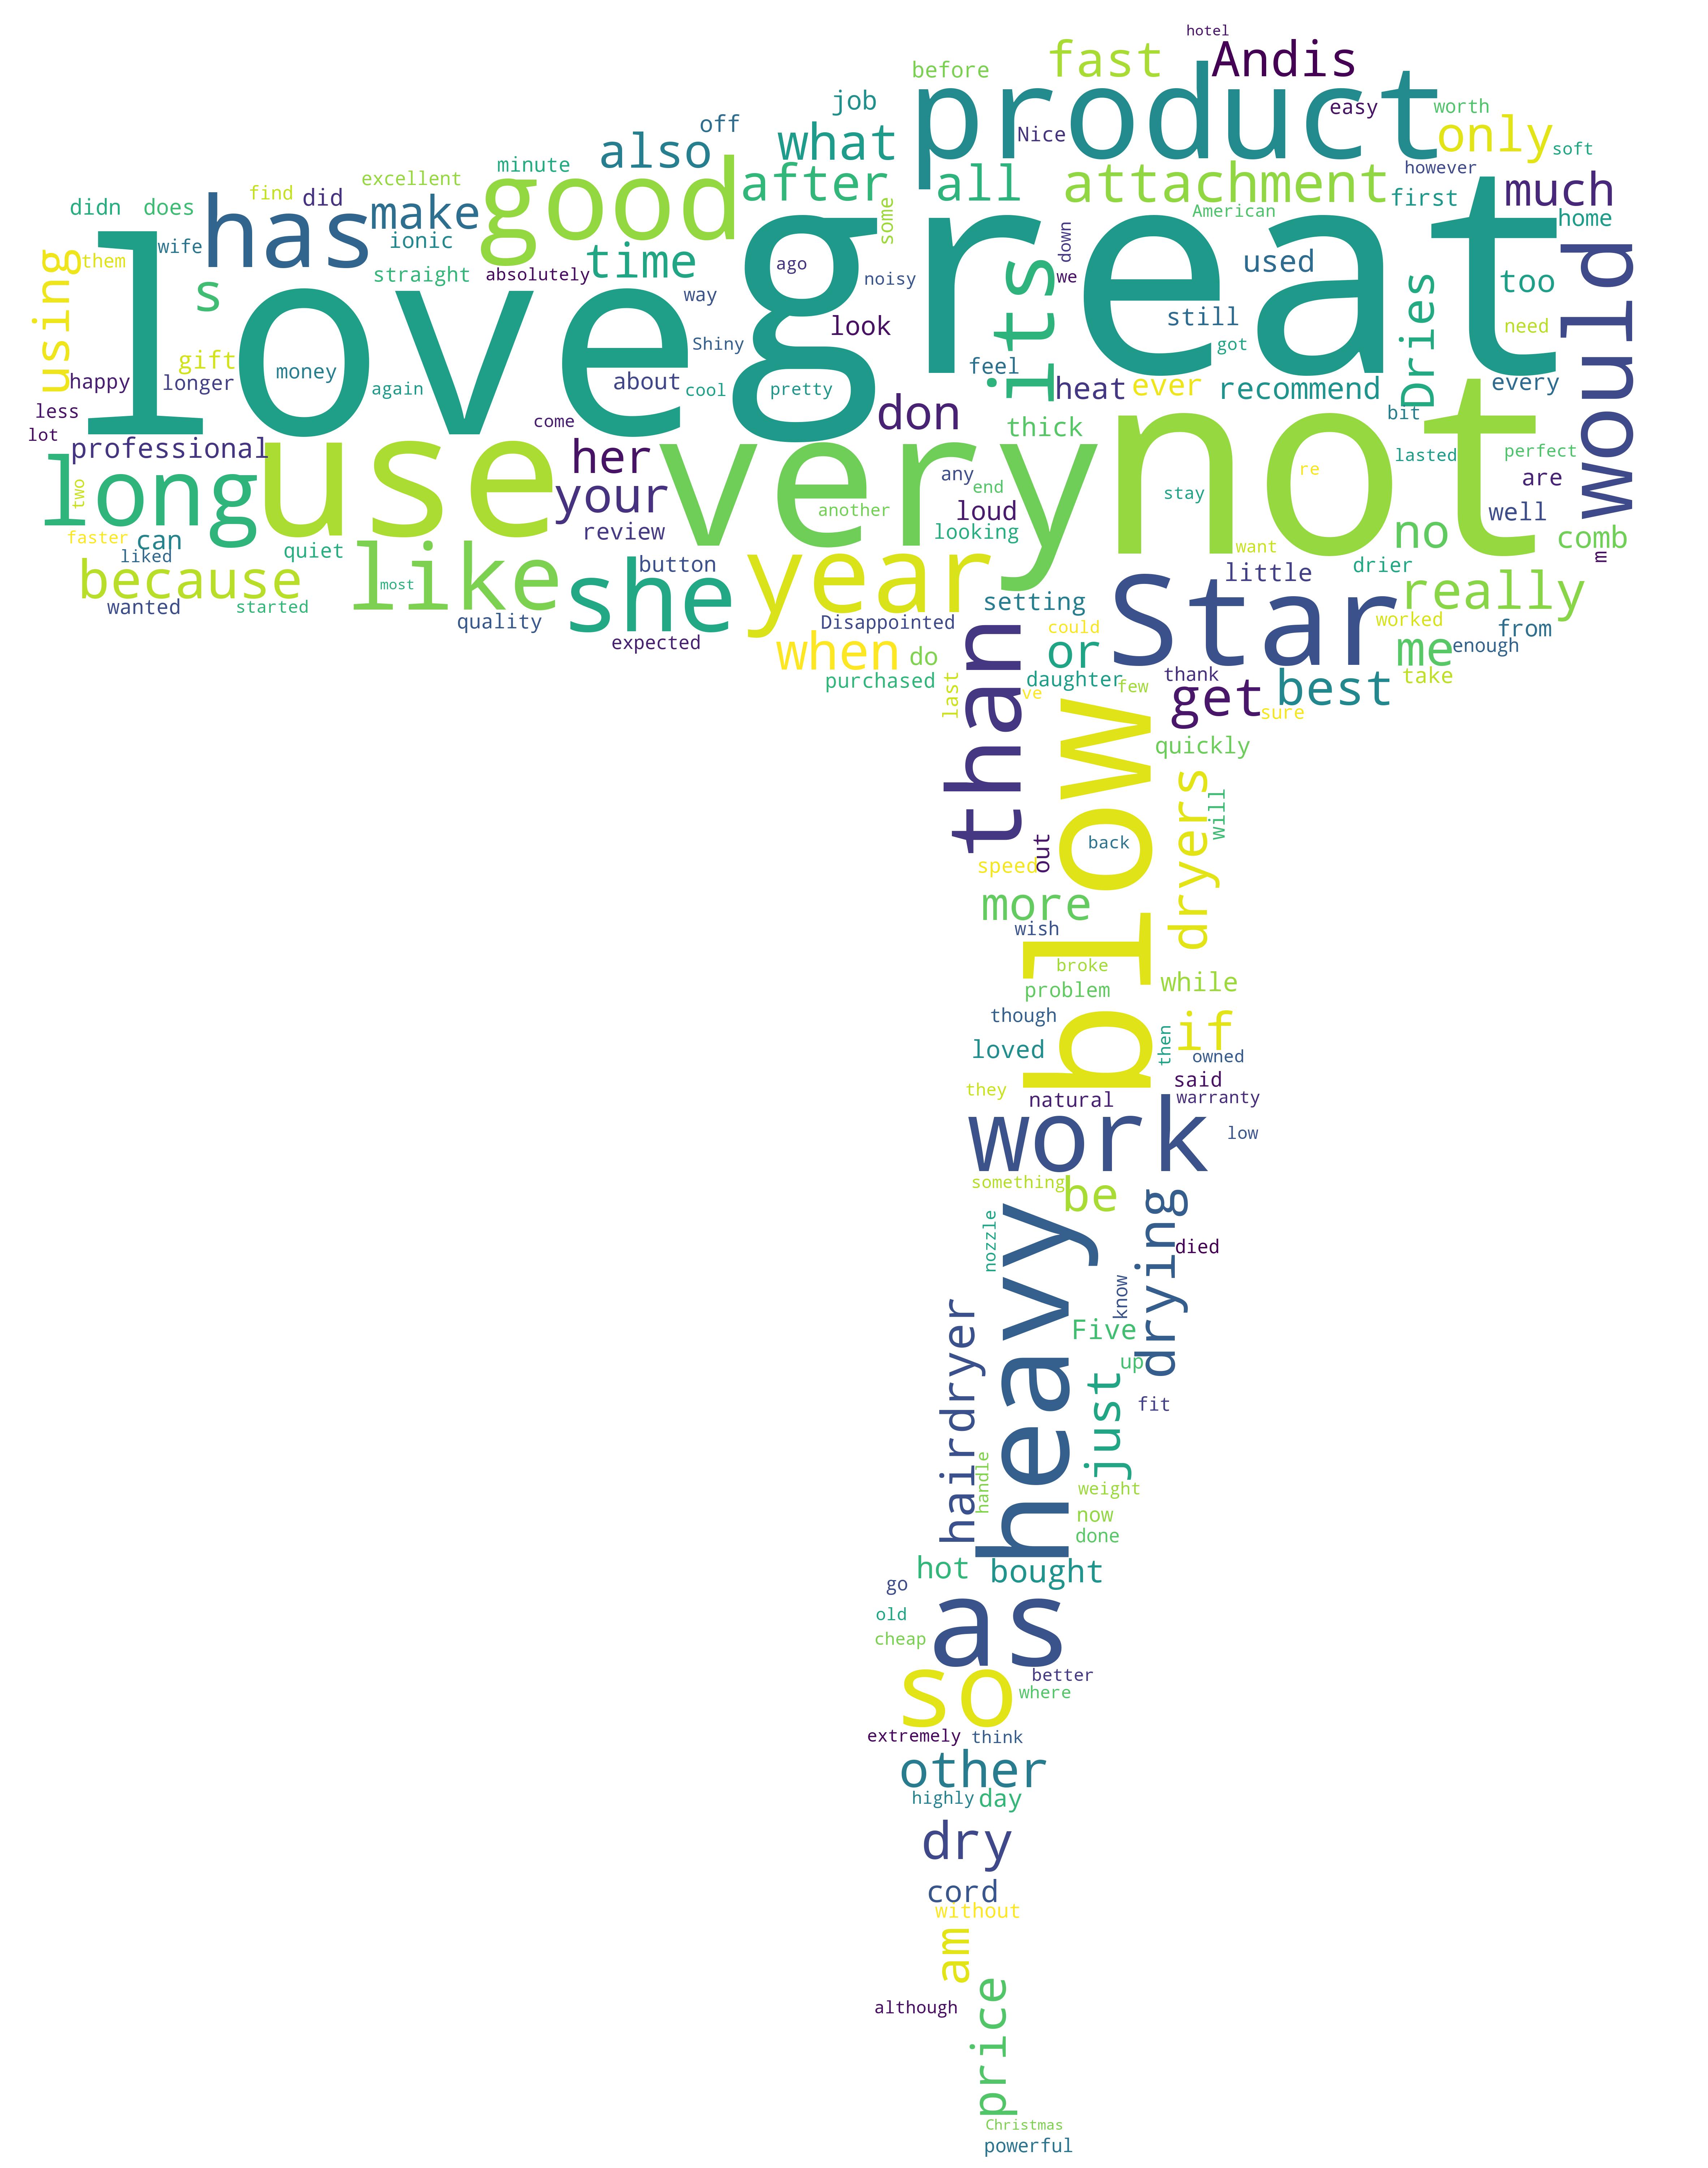 hotel
fast
Andis
before
product
job
easy
worth
what
Nice
only
off
also
soft
minute
good
after
all
attachment
however
excellent
find
did
make
first
much
didn
does
has
some
American
home
ionic
wife
great
down
would
using
them
time
its
used
straight
absolutely
ago
noisy
we
Dries
too
s
love
way
look
still
need
Shiny
got
gift
feel
happy
longer
money
again
about
cool
pretty
heat
ever
recommend
every
less
come
don
bit
lot
professional
use
her
very
thick
not
lasted
perfect
long
two
your
any
end
stay
re
are
another
loud
well
faster
can
review
looking
no
comb
liked
quiet
want
m
because
like
most
she
button
year
little
drier
really
wanted
started
quality
expected
Disappointed
setting
Star
worked
from
could
when
do
than
or
me
enough
purchased
last
daughter
few
thank
get
best
take
ve
sure
blow
quickly
dryers
will
back
out
speed
more
wish
broke
problem
while
though
if
loved
then
owned
they
said
natural
warranty
work
low
something
be
nozzle
heavy
drying
died
know
hairdryer
Five
up
just
fit
handle
weight
now
done
hot
bought
go
as
old
cheap
so
better
where
extremely
think
other
highly
day
dry
cord
without
am
although
price
Christmas
powerful